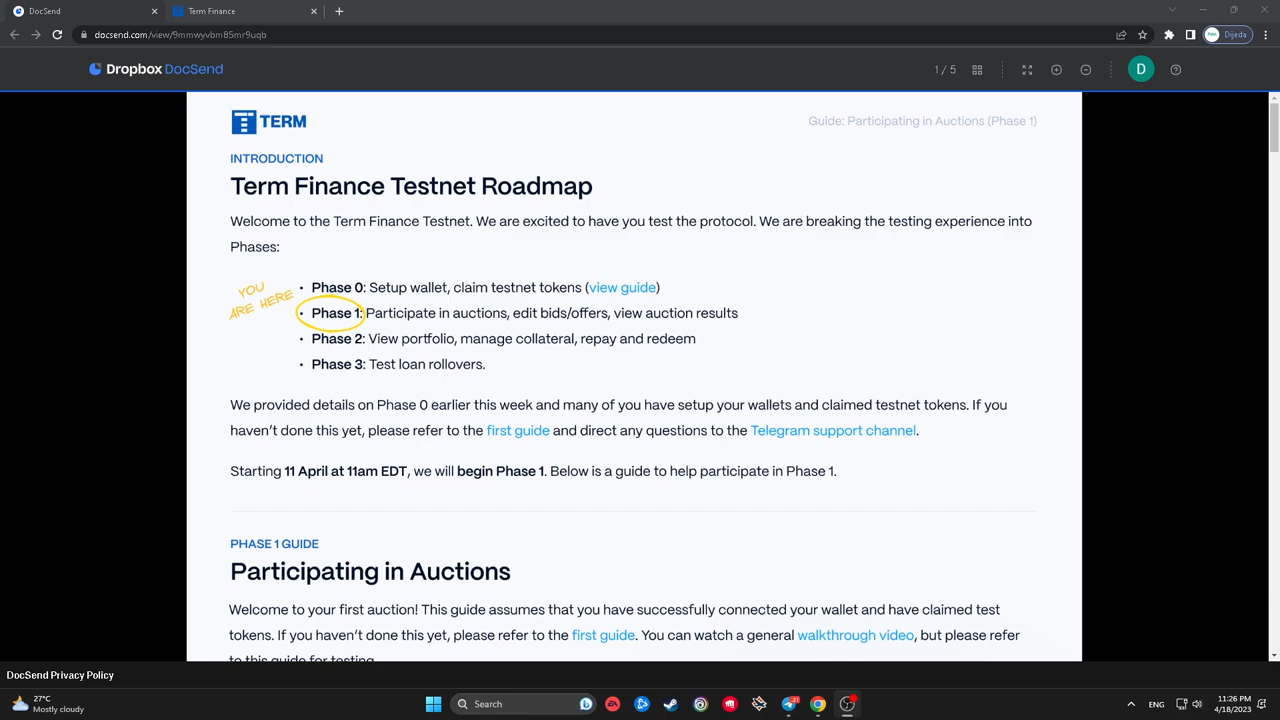 DocSend
Term Finance
docsend.com/view/9mmwyvbm85mr9uqb
Dijeda
Dropbox DocSend
1 / 5
D
TERM
Guide: Participating in Auctions (Phase 1)
INTRODUCTION
Term Finance Testnet Roadmap
Welcome to the Term Finance Testnet. We are excited to have you test the protocol. We are breaking the testing experience into
Phases:
YOU
ARE HERE
• Phase 0: Setup wallet, claim testnet tokens (view guide)
• Phase 1: Participate in auctions, edit bids/offers, view auction results
• Phase 2: View portfolio, manage collateral, repay and redeem
• Phase 3: Test loan rollovers.
We provided details on Phase 0 earlier this week and many of you have setup your wallets and claimed testnet tokens. If you
haven't done this yet, please refer to the first guide and direct any questions to the Telegram support channel.
Starting 11 April at 11am EDT, we will begin Phase 1. Below is a guide to help participate in Phase 1.
PHASE 1 GUIDE
Participating in Auctions
Welcome to your first auction! This guide assumes that you have successfully connected your wallet and have claimed test
tokens. If you haven't done this yet, please refer to the first guide. You can watch a general walkthrough video, but please refer
to this guide for testing.
DocSend Privacy Policy
27°C
Mostly cloudy
Search
ENG
11:26 PM
4/18/2023